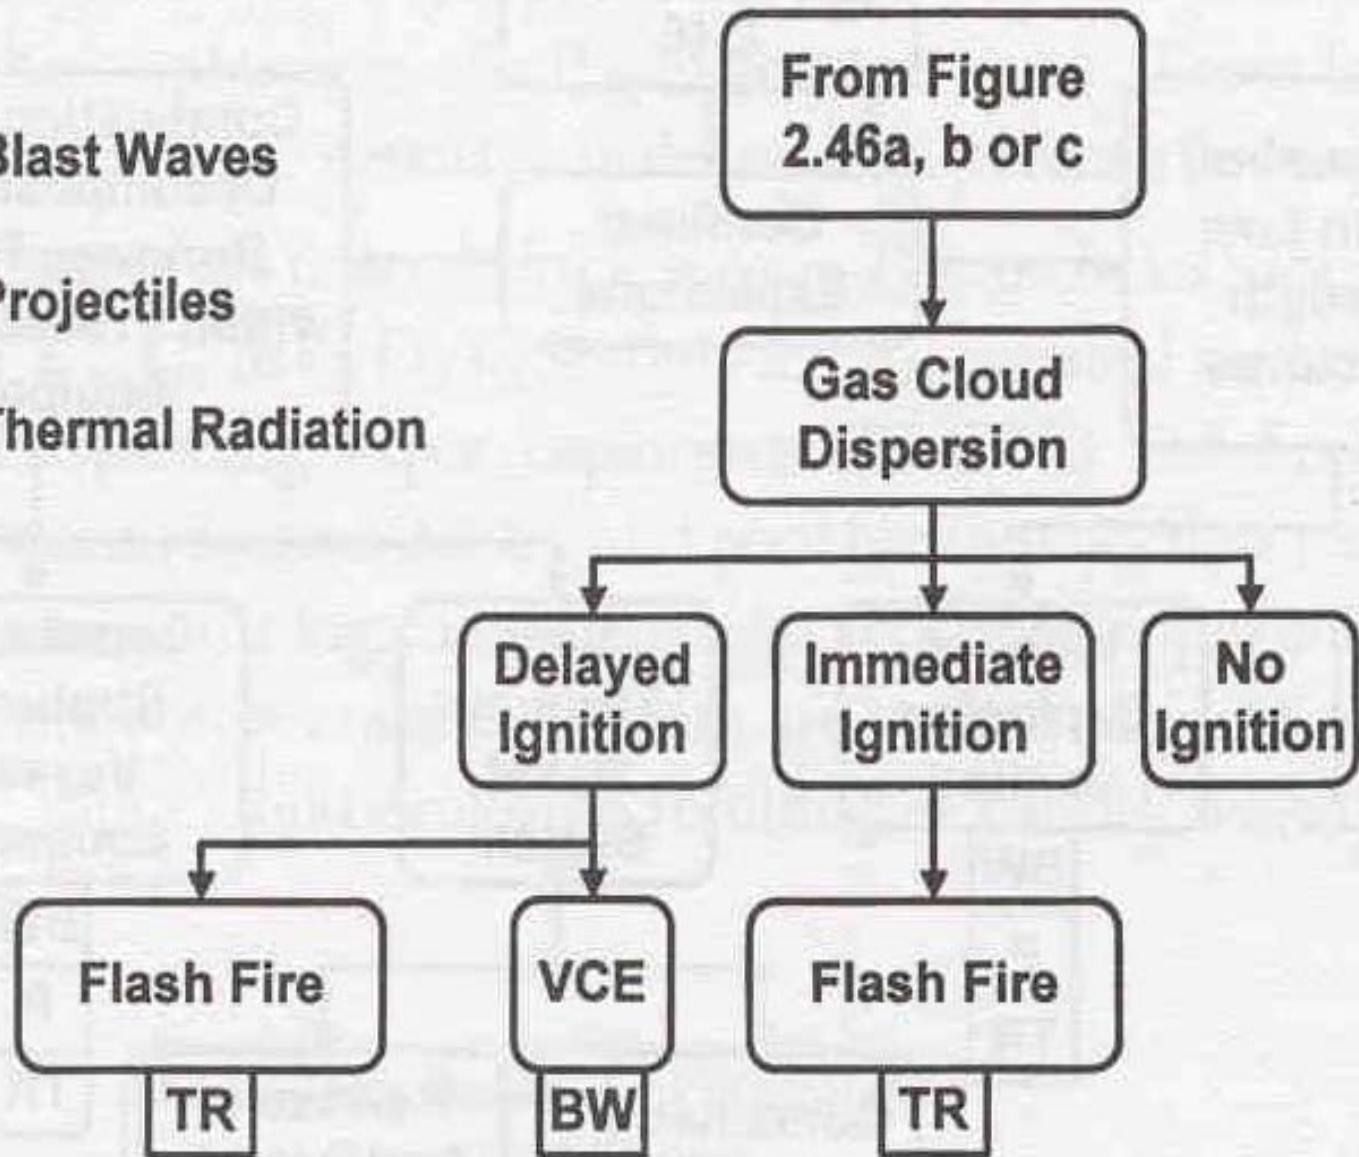 Blast Waves
Projectiles
Thermal Radiation
From Figure
2.46a, b or c
Gas Cloud
Dispersion
Delayed
Ignition
Immediate
Ignition
No
Ignition
Flash Fire
VCE
Flash Fire
TR
BW
TR